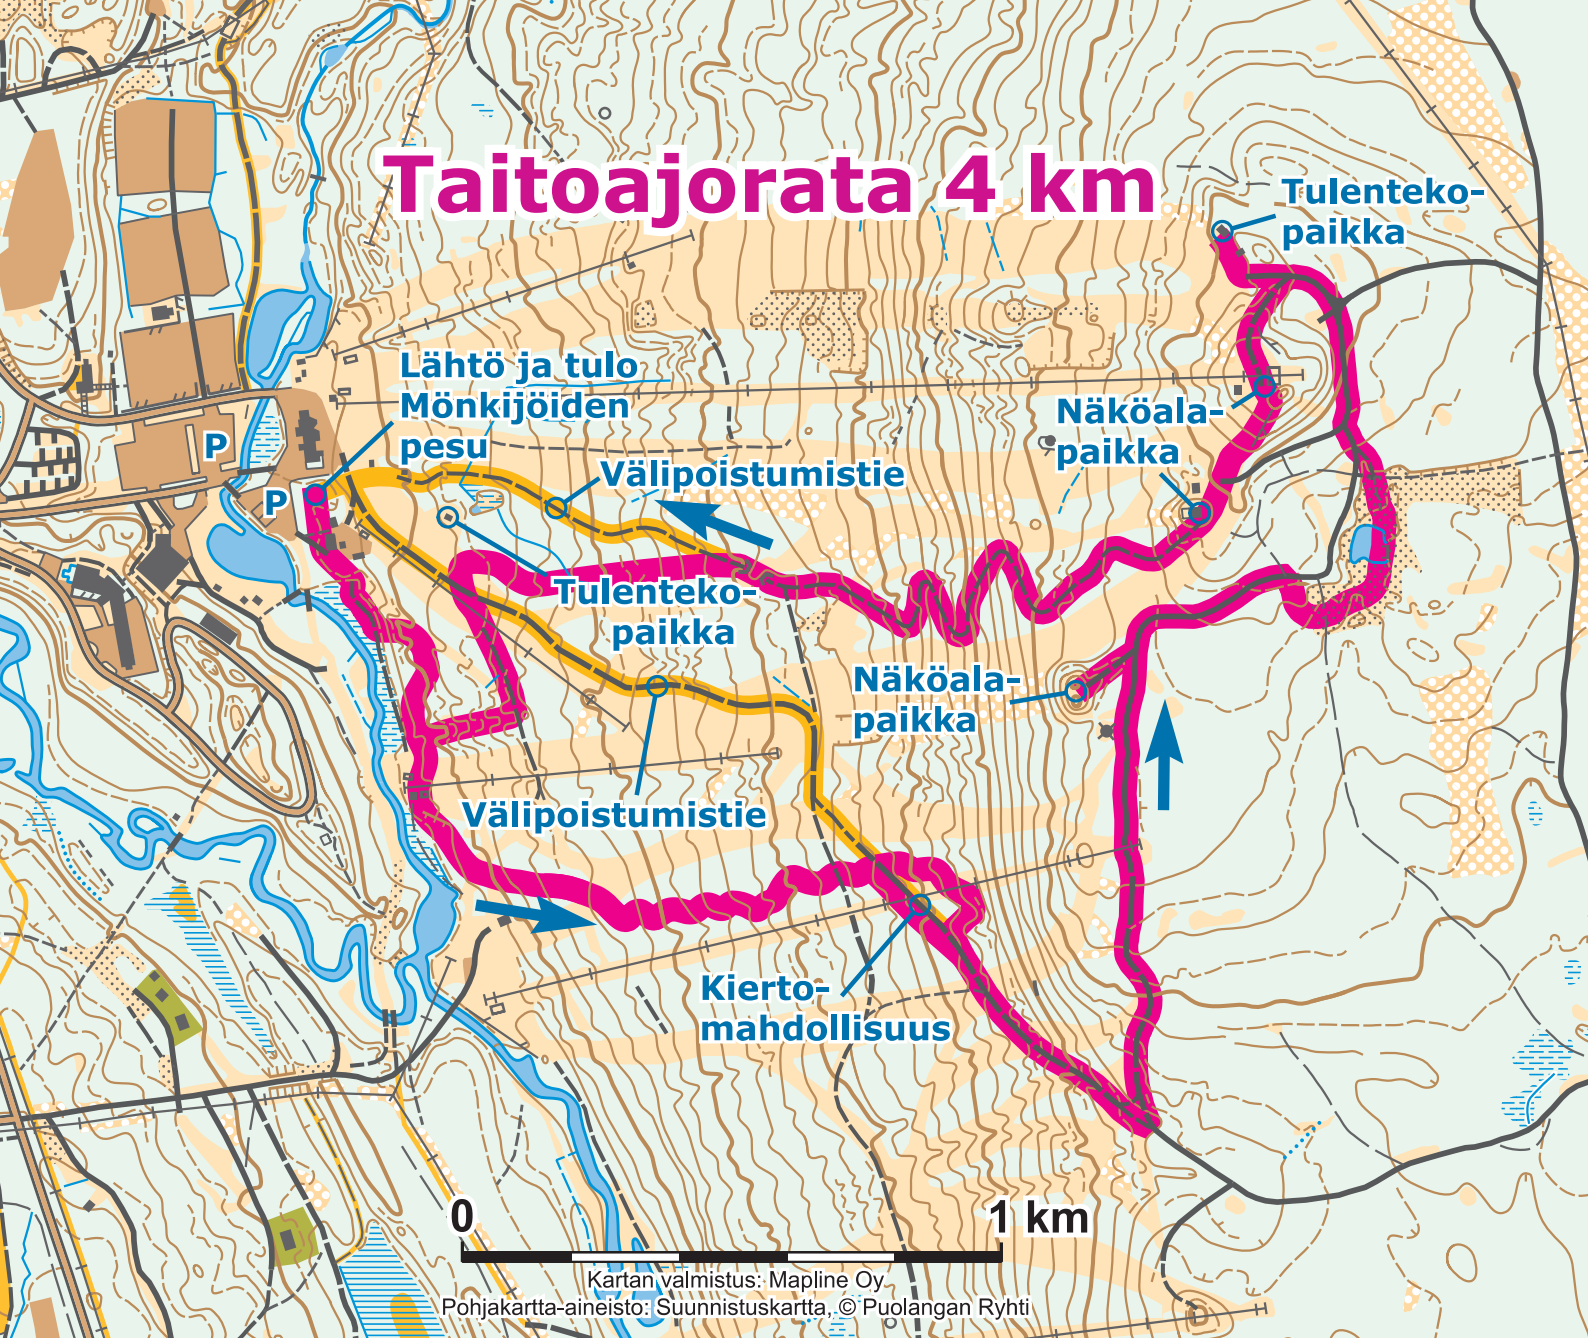 Taitoajorata 4 km
Tulenteko-
paikka
Lähtö ja tulo
Mönkijöiden
pesu
P
P
Välipoistumistie
Näköala-
paikka
Tulenteko-
paikka
Näköala-
paikka
Välipoistumistie
Kierto-
mahdollisuus
0
1 km
Kartan valmistus: Mapline Oy
Pohjakartta-aineisto: Suunnistuskartta, © Puolangan Ryhti